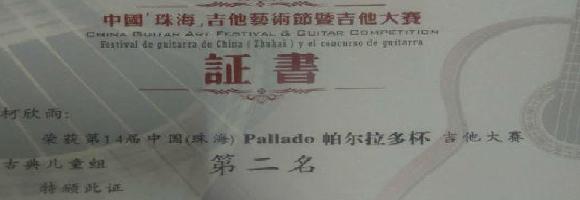 中國'珠海,吉他藝術節暨吉他大賽
CHINA GUITAR ART FESTIVAL & GUITAR COMPETITION
Festival de guitarra de China ( Zhuhai ) y el concurso de guitarra
証書
柯欣雨:
荣获第14届中国(珠海) Pallado 帕尔拉多杯 吉他大赛
古典儿童组 第二名
特颁此证